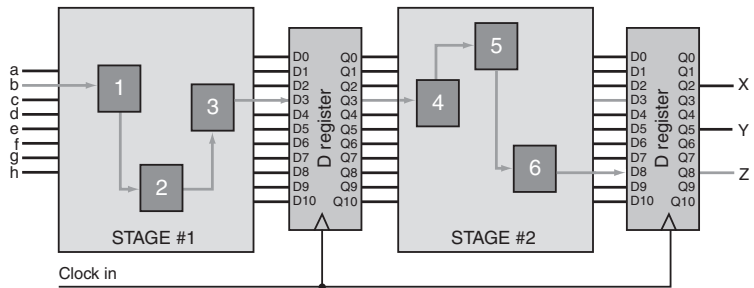 a
b
c
d
e
f
g
h
1
2
3
STAGE #1
D0 Q0
D1 Q1
D2 Q2
D3 Q3
D4 Q4
D5 Q5
D6 Q6
D7 Q7
D8 Q8
D9 Q9
D10 Q10
D register
4
5
6
STAGE #2
D0 Q0
D1 Q1
D2 Q2
D3 Q3
D4 Q4
D5 Q5
D6 Q6
D7 Q7
D8 Q8
D9 Q9
D10 Q10
D register
X
Y
Z
Clock in